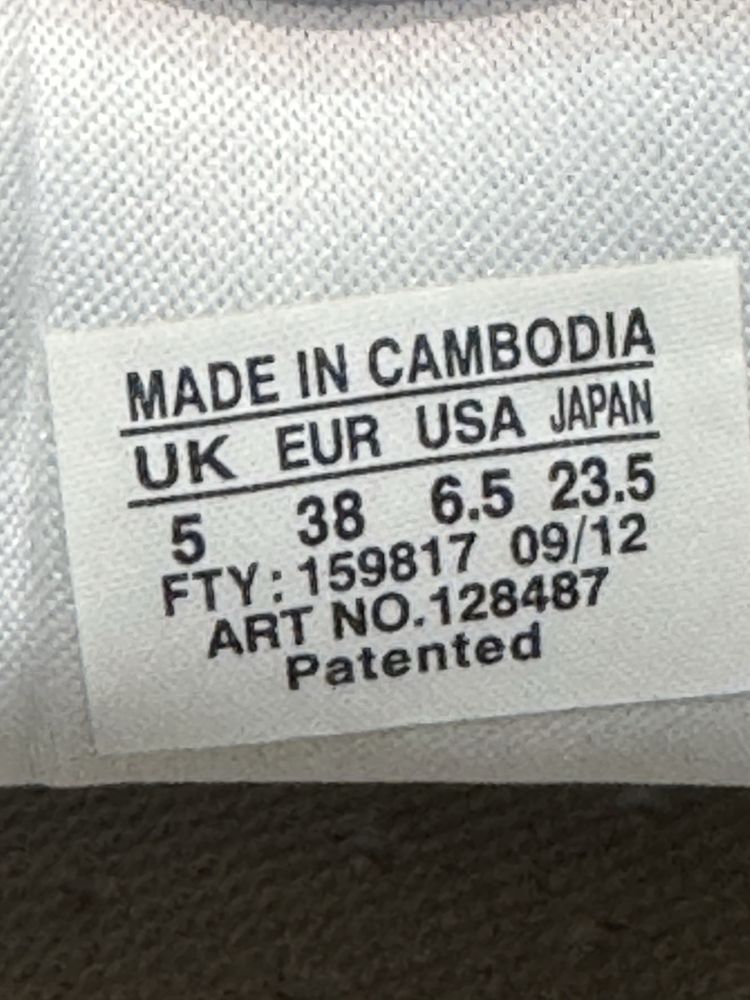 MADE IN CAMBODIA
UK EUR USA JAPAN
5 38 6.5 23.5
FTY: 159817 09/12
ART NO.128487
Patented